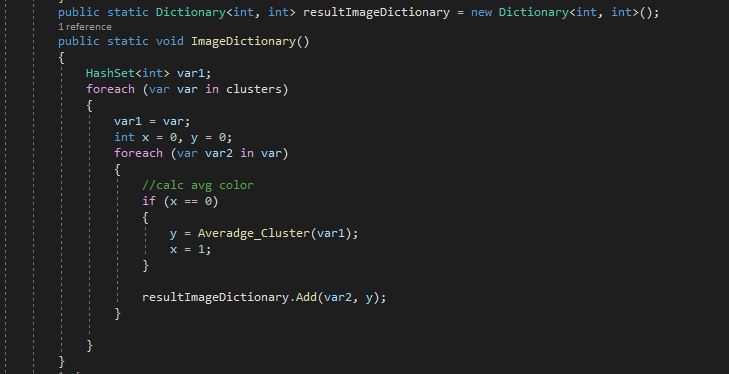 public static Dictionary<int, int> resultImageDictionary = new Dictionary<int, int>();
1 reference
public static void ImageDictionary()
{
HashSet<int> var1;
foreach (var var in clusters)
{
var1 = var;
int x = 0, y = 0;
foreach (var var2 in var)
{
//calc avg color
if (x == 0)
{
y = Averadge_Cluster(var1);
x = 1;
}
resultImageDictionary.Add(var2, y);
}
}
}